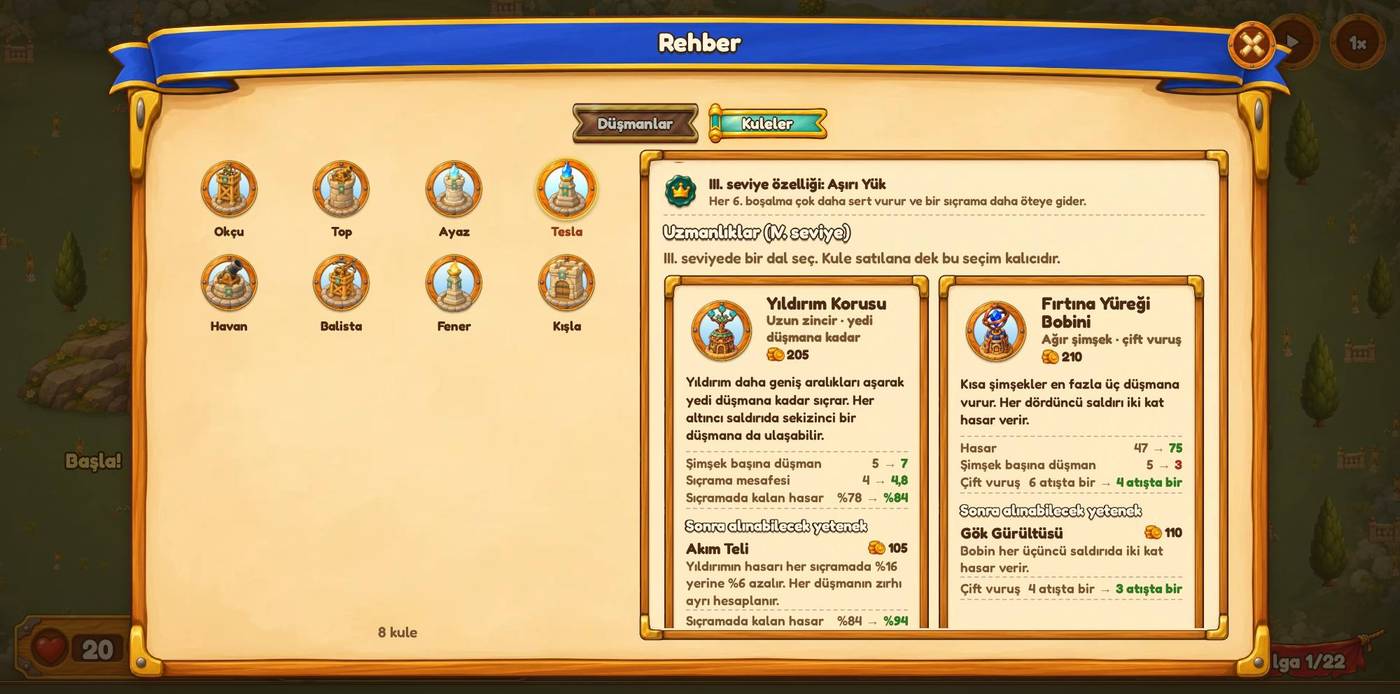 Rehber
1x
Düşmanlar
Kuleler
Okçu
Top
Ayaz
Tesla
Havan
Balista
Fener
Kışla
8 kule
III. seviye özelliği: Aşırı Yük
Her 6. boşalma çok daha sert vurur ve bir sıçrama daha öteye gider.
Uzmanlıklar (IV. seviye)
III. seviyede bir dal seç. Kule satılana dek bu seçim kalıcıdır.
Yıldırım Korusu
Uzun zincir · yedi
düşmana kadar
205
Yıldırım daha geniş aralıkları aşarak
yedi düşmana kadar sıçrar. Her
altıncı saldırıda sekizinci bir
düşmana da ulaşabilir.
Şimşek başına düşman 5 → 7
Sıçrama mesafesi 4 → 4,8
Sıçramada kalan hasar %78 → %84
Sonra alınabilecek yetenek
Akım Teli 105
Yıldırımın hasarı her sıçramada %16
yerine %6 azalır. Her düşmanın zırhı
ayrı hesaplanır.
Sıçramada kalan hasar %84 → %94
Fırtına Yüreği
Bobini
Ağır şimşek · çift vuruş
210
Kısa şimşekler en fazla üç düşmana
vurur. Her dördüncü saldırı iki kat
hasar verir.
Hasar 47 → 75
Şimşek başına düşman 5 → 3
Çift vuruş 6 atışta bir → 4 atışta bir
Sonra alınabilecek yetenek
Gök Gürültüsü 110
Bobin her üçüncü saldırıda iki kat
hasar verir.
Çift vuruş 4 atışta bir → 3 atışta bir
Başla!
20
lga 1/22